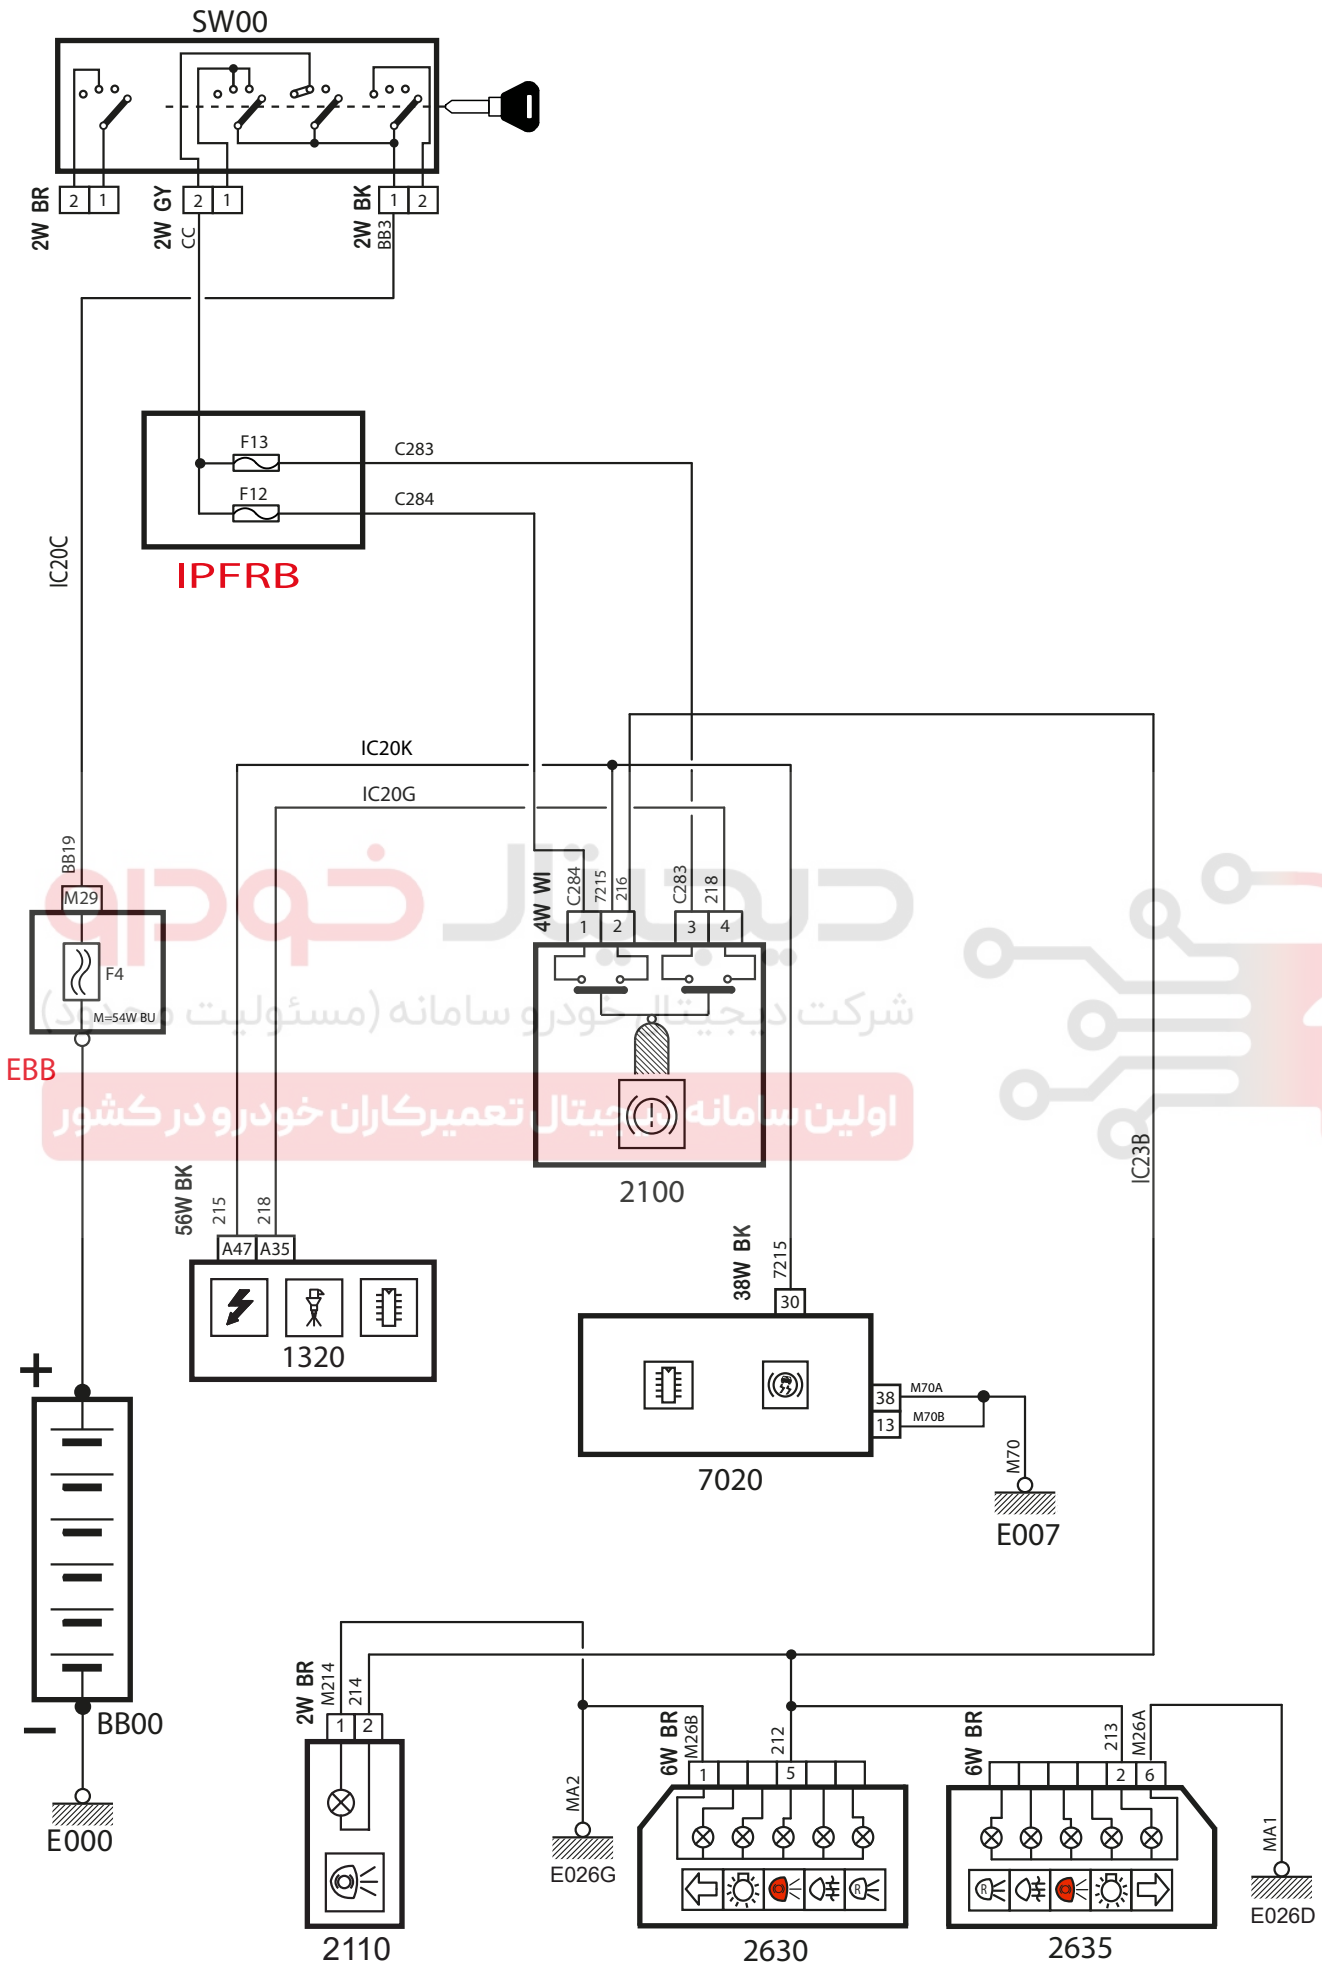 SW00
2W BR
2
1
2W GY
2
1
CC
2W BK
1
2
BB3
F13
C283
F12
C284
IPFRB
IC20C
IC20K
IC20G
BB19
M29
F4
M=54W BU
EBB
دیجیتال خودرو
شرکت دیجیتال خودرو سامانه (مسئولیت محدود)
اولین سامانه دیجیتال تعمیرکاران خودرو در کشور
4W WI
C284
7215
216
C283
218
1
2
3
4
2100
IC23B
56W BK
215
218
A47
A35
1320
38W BK
7215
30
38
M70A
13
M70B
M70
7020
E007
+
−
BB00
E000
2W BR
M214
214
1
2
2110
MA2
E026G
6W BR
M26B
212
1
5
R
2630
6W BR
213
M26A
2
6
R
2635
MA1
E026D